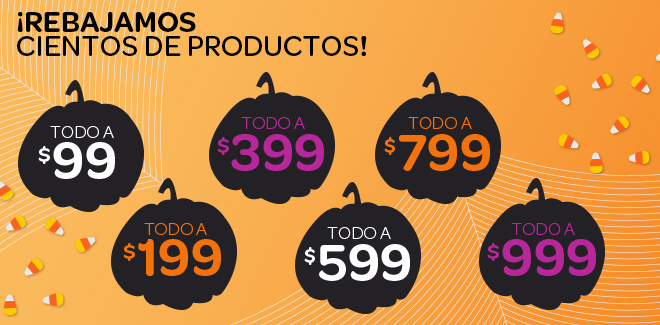 ¡REBAJAMOS
CIENTOS DE PRODUCTOS!
TODO A
$99
TODO A
$399
TODO A
$799
TODO A
$199
TODO A
$599
TODO A
$999